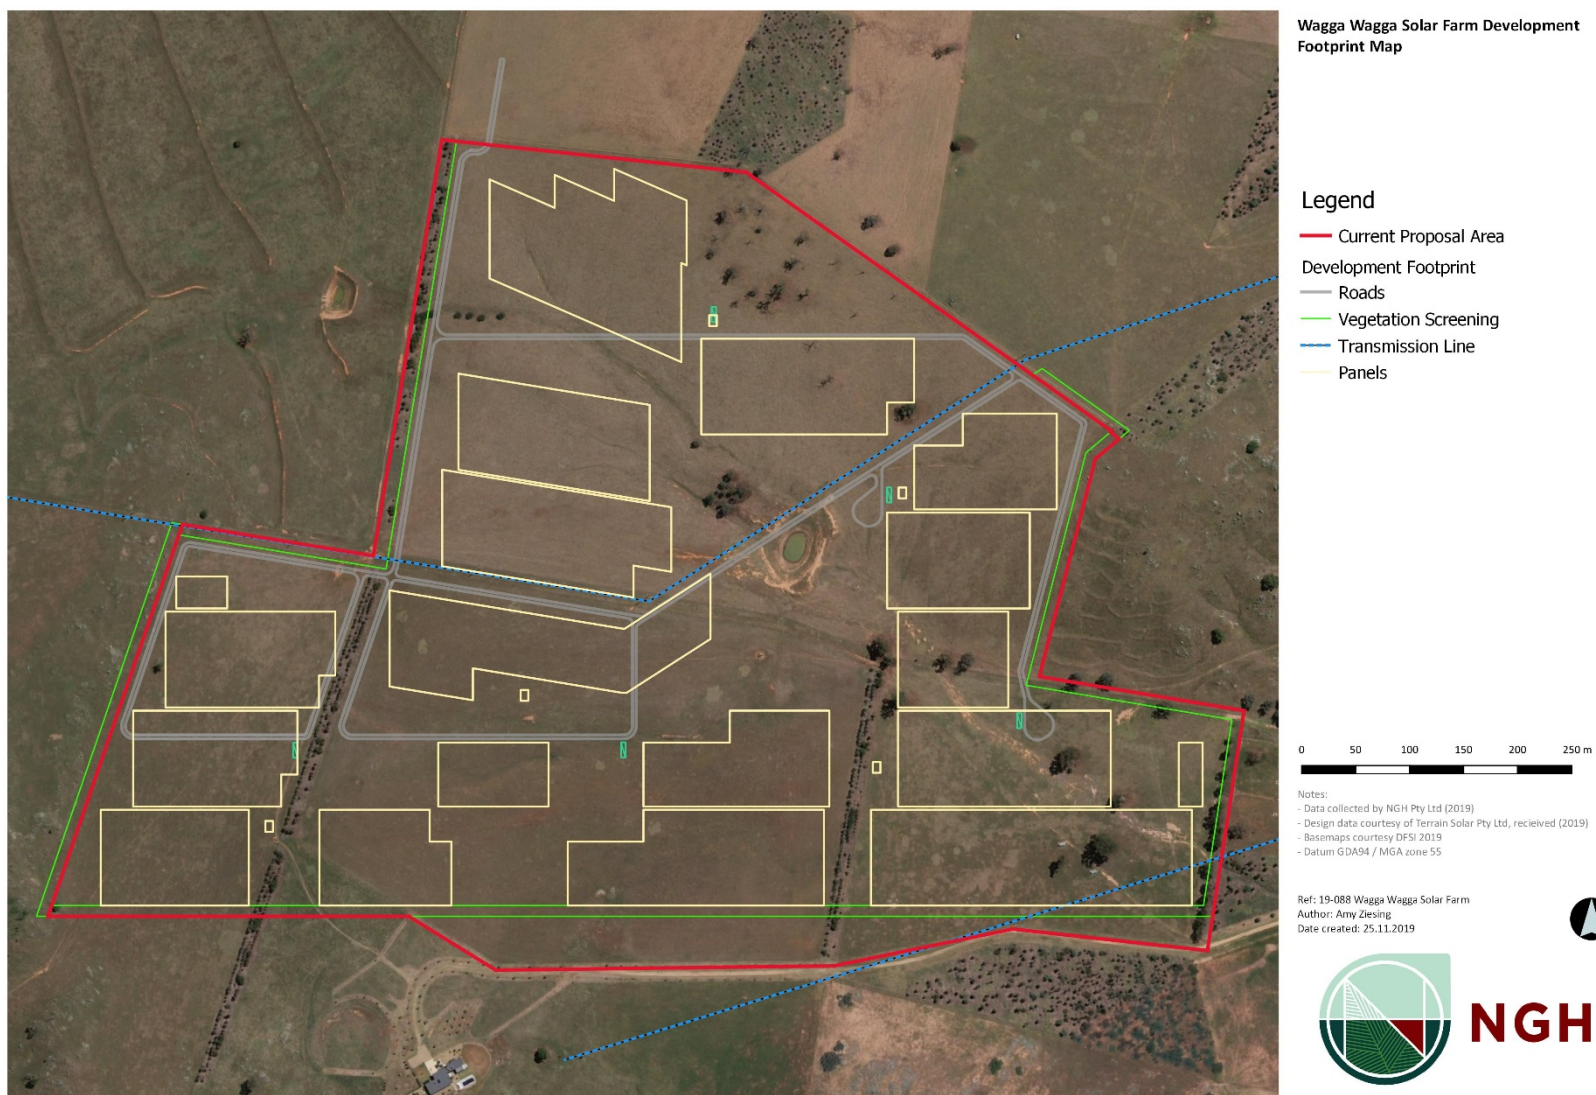 Wagga Wagga Solar Farm Development
Footprint Map
Legend
Current Proposal Area
Development Footprint
Roads
Vegetation Screening
Transmission Line
Panels
0 50 100 150 200 250 m
Notes:
- Data collected by NGH Pty Ltd (2019)
- Design data courtesy of Terrain Solar Pty Ltd, recieived (2019)
- Basemaps courtesy DFSI 2019
- Datum GDA94 / MGA zone 55
Ref: 19-088 Wagga Wagga Solar Farm
Author: Amy Ziesing
Date created: 25.11.2019
NGH